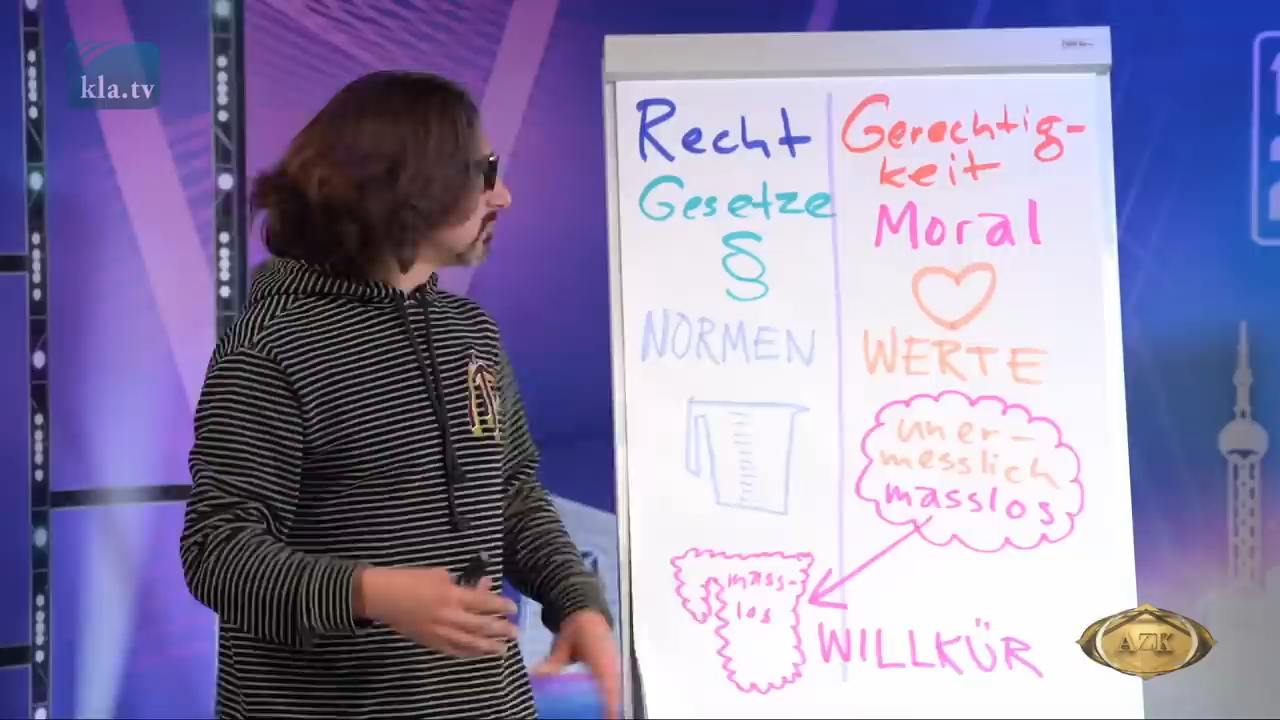 kla.tv
Recht
Gesetze
§
NORMEN
Gerechtig-
keit
Moral
WERTE
uner-
messlich
masslos
mass-
los
WILLKÜR
AZK